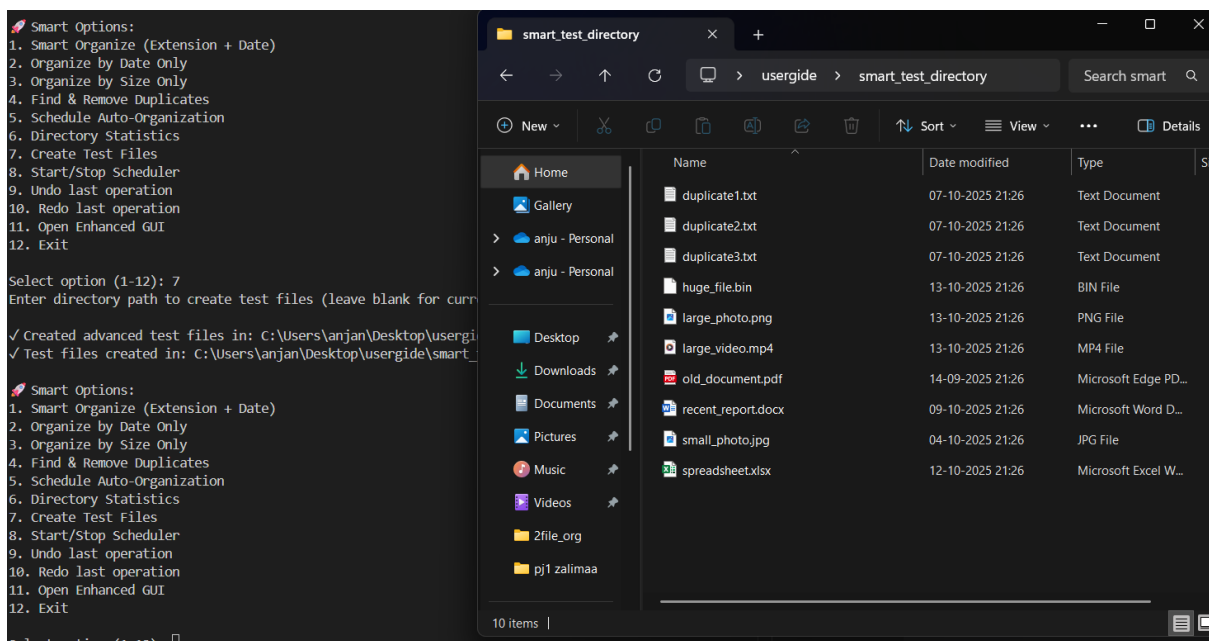 🚀 Smart Options:
1. Smart Organize (Extension + Date)
2. Organize by Date Only
3. Organize by Size Only
4. Find & Remove Duplicates
5. Schedule Auto-Organization
6. Directory Statistics
7. Create Test Files
8. Start/Stop Scheduler
9. Undo last operation
10. Redo last operation
11. Open Enhanced GUI
12. Exit
Select option (1-12): 7
Enter directory path to create test files (leave blank for curr
√ Created advanced test files in: C:\Users\anjan\Desktop\usergi
√ Test files created in: C:\Users\anjan\Desktop\usergide\smart_
🚀 Smart Options:
1. Smart Organize (Extension + Date)
2. Organize by Date Only
3. Organize by Size Only
4. Find & Remove Duplicates
5. Schedule Auto-Organization
6. Directory Statistics
7. Create Test Files
8. Start/Stop Scheduler
9. Undo last operation
10. Redo last operation
11. Open Enhanced GUI
12. Exit
smart_test_directory
usergide > smart_test_directory
Search smart
New
Sort
View
Details
Home
Gallery
anju - Personal
anju - Personal
Desktop
Downloads
Documents
Pictures
Music
Videos
2file_org
pj1 zalimaa
Name Date modified Type S
duplicate1.txt 07-10-2025 21:26 Text Document
duplicate2.txt 07-10-2025 21:26 Text Document
duplicate3.txt 07-10-2025 21:26 Text Document
huge_file.bin 13-10-2025 21:26 BIN File
large_photo.png 13-10-2025 21:26 PNG File
large_video.mp4 13-10-2025 21:26 MP4 File
old_document.pdf 14-09-2025 21:26 Microsoft Edge PD...
recent_report.docx 09-10-2025 21:26 Microsoft Word D...
small_photo.jpg 04-10-2025 21:26 JPG File
spreadsheet.xlsx 12-10-2025 21:26 Microsoft Excel W...
10 items